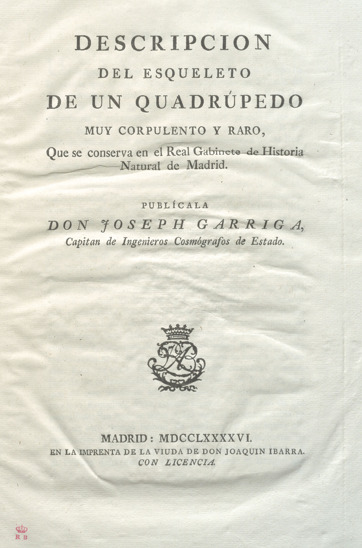 DESCRIPCION
DEL ESQUELETO
DE UN QUADRÚPEDO
MUY CORPULENTO Y RARO,
Que se conserva en el Real Gabinete de Historia
Natural de Madrid.
PUBLÍCALA
DON JOSEPH GARRIGA,
Capitan de Ingenieros Cosmógrafos de Estado.
MADRID: MDCCLXXXXVI.
EN LA IMPRENTA DE LA VIUDA DE DON JOAQUIN IBARRA.
CON LICENCIA.
R B